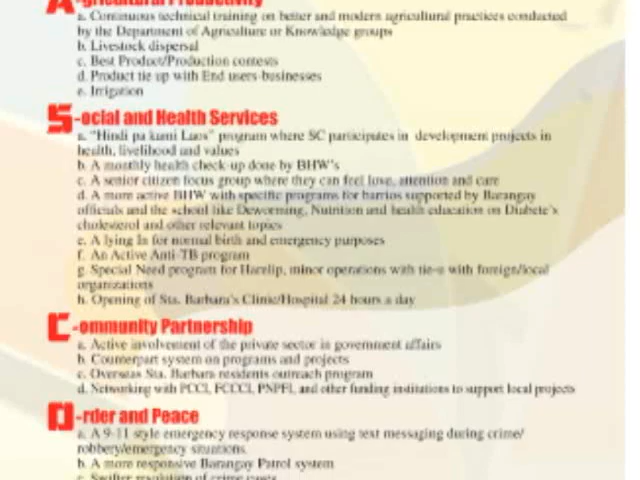 A-gricultural Productivity
a. Continuous technical training on better and modern agricultural practices conducted
by the Department of Agriculture or Knowledge groups
b. Livestock dispersal
c. Best Product/Production contests
d. Product tie up with End users-businesses
e. Irrigation
S-ocial and Health Services
a. "Hindi pa kami Laos" program where SC participates in development projects in
health, livelihood and values
b. A monthly health check-up done by BHW's
c. A senior citizen focus group where they can feel love, attention and care
d. A more active BHW with specific programs for barrios supported by Barangay
officials and the school like Deworming, Nutrition and health education on Diabete's
cholesterol and other relevant topics
e. A lying In for normal birth and emergency purposes
f. An Active Anti-TB program
g. Special Need program for Harelip, minor operations with tie-s with foreign/local
organizations
h. Opening of Sta. Barbara's Clinic/Hospital 24 hours a day
C-ommunity Partnership
a. Active involvement of the private sector in government affairs
b. Counterpart system on programs and projects
c. Overseas Sta. Barbara residents outreach program
d. Networking with PCCI, FCCCI, PNPFI, and other funding institutions to support local projects
O-rder and Peace
a. A 9-11 style emergency response system using text messaging during crime/
robbery/emergency situations.
b. A more responsive Barangay Patrol system
c. Swifter resolution of crime cases